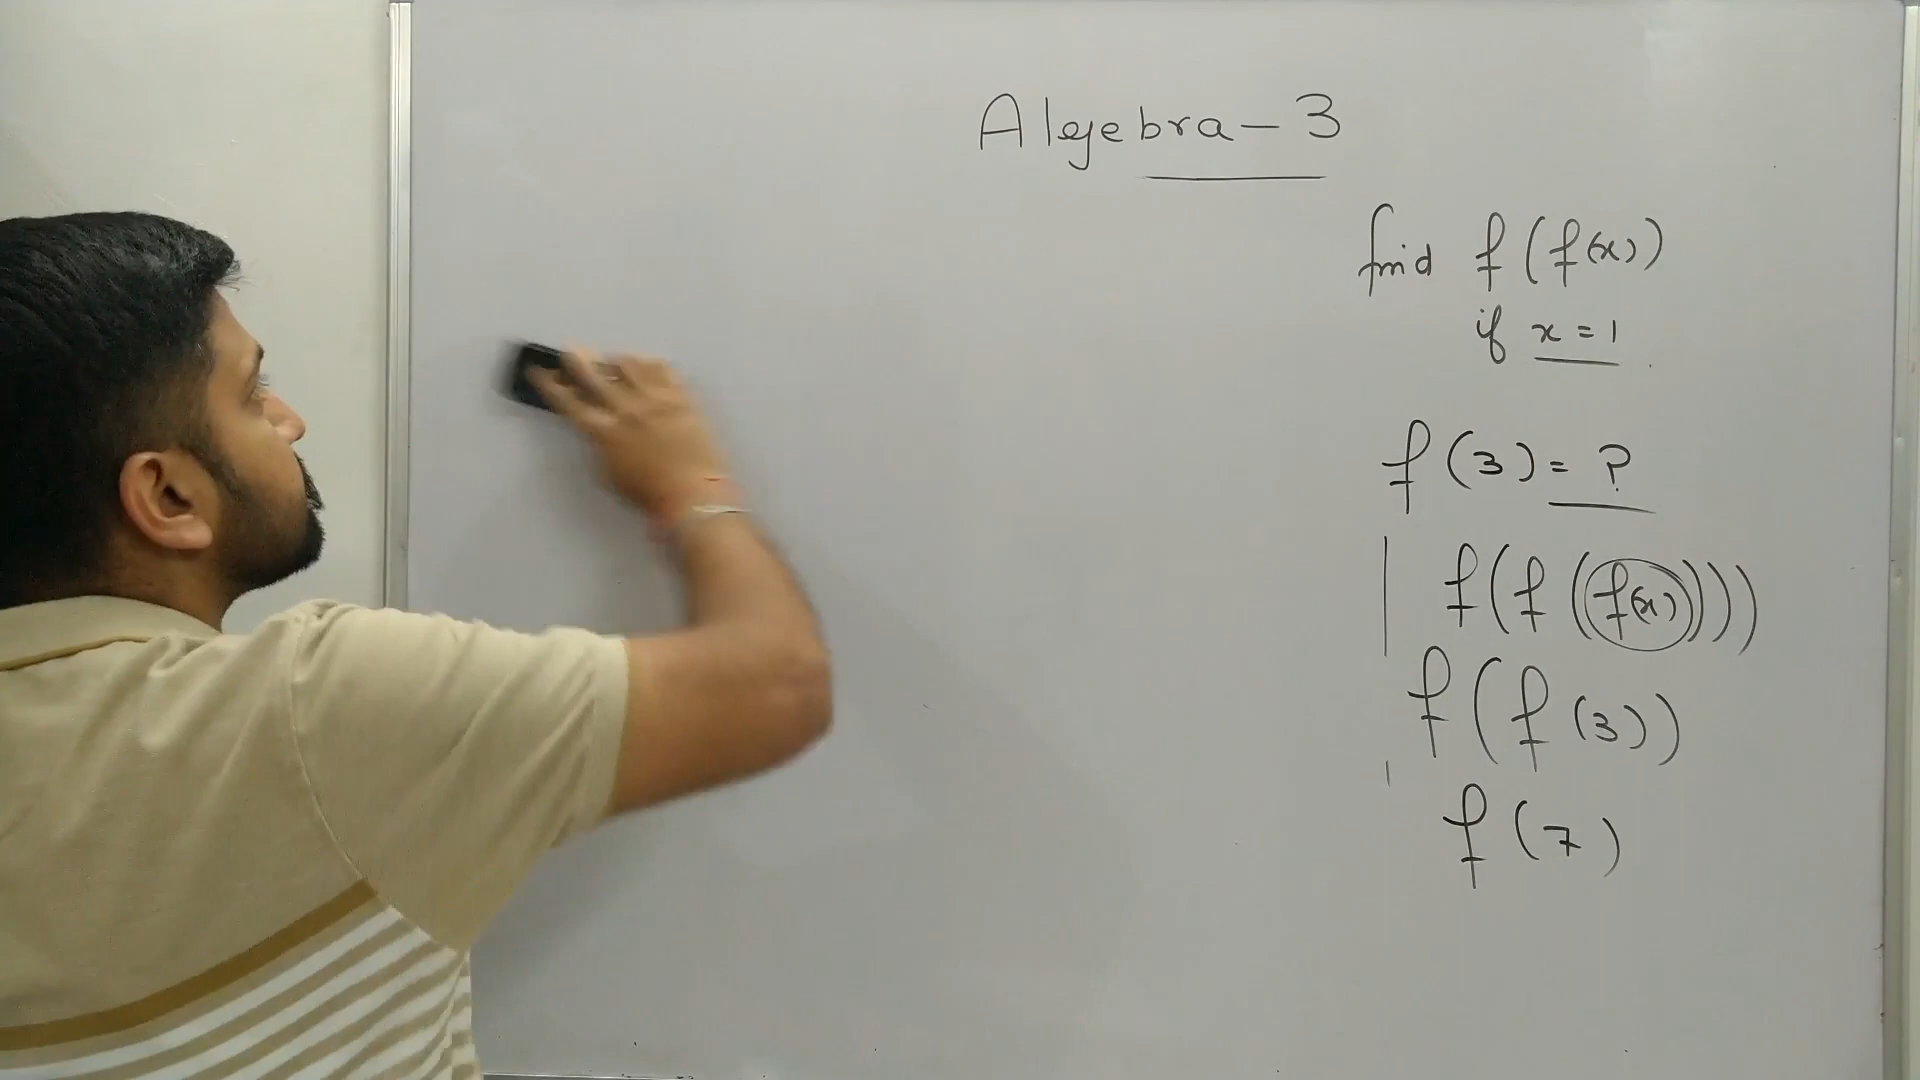 Algebra - 3
find f(f(x))
if x = 1
f(3) = ?
f(f(f(x))))
f(f(3))
f(7)